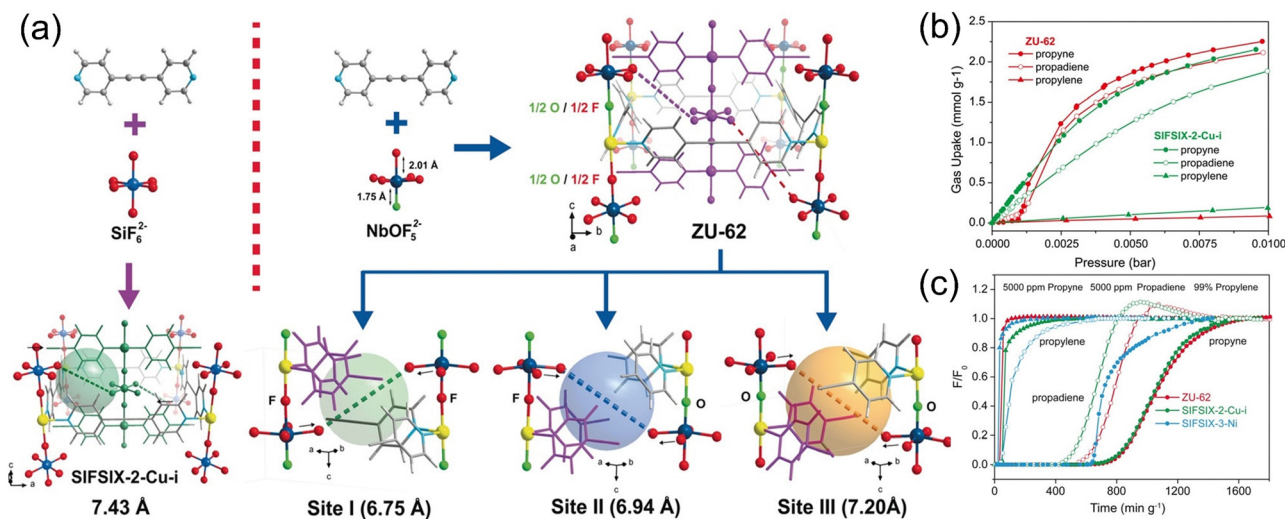 (a)
+
SiF₆²⁻
+
2.01 Å
1.75 Å
NbOF₅²⁻
1/2 O / 1/2 F
1/2 O / 1/2 F
c
b
a
ZU-62
c
a
SIFSIX-2-Cu-i
7.43 Å
F
F
a
b
c
Site I (6.75 Å)
O
a
b
c
Site II (6.94 Å)
O
a
b
c
Site III (7.20Å)
(b)
ZU-62
propyne
propadiene
propylene
SIFSIX-2-Cu-i
propyne
propadiene
propylene
Gas Upake (mmol g-1)
2.5
2.0
1.5
1.0
0.5
0.0
0.0000
0.0025
0.0050
0.0075
0.0100
Pressure (bar)
(c)
5000 ppm Propyne
5000 ppm Propadiene
99% Propylene
propylene
propyne
propadiene
ZU-62
SIFSIX-2-Cu-i
SIFSIX-3-Ni
F/F₀
1.2
1.0
0.8
0.6
0.4
0.2
0.0
0
400
800
1200
1600
Time (min g⁻¹)